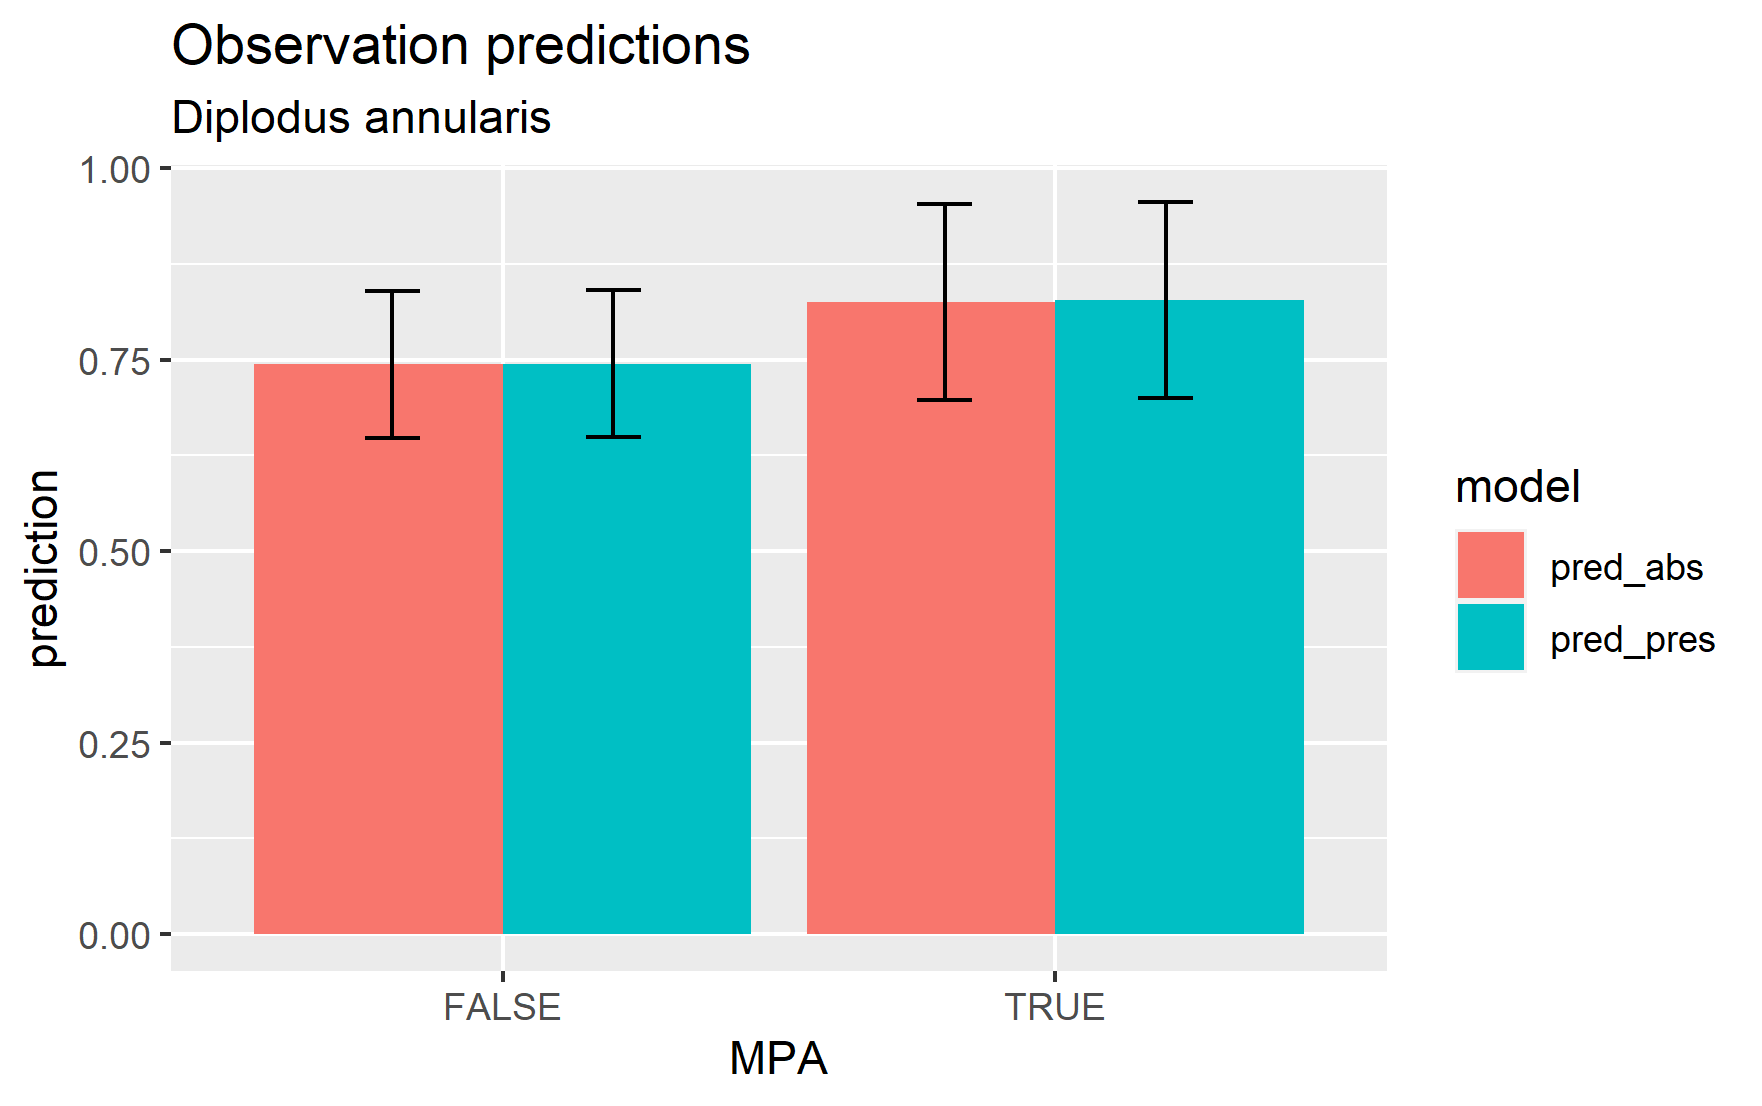 Observation predictions
Diplodus annularis
1.00
0.75
0.50
0.25
0.00
prediction
FALSE
TRUE
MPA
model
pred_abs
pred_pres